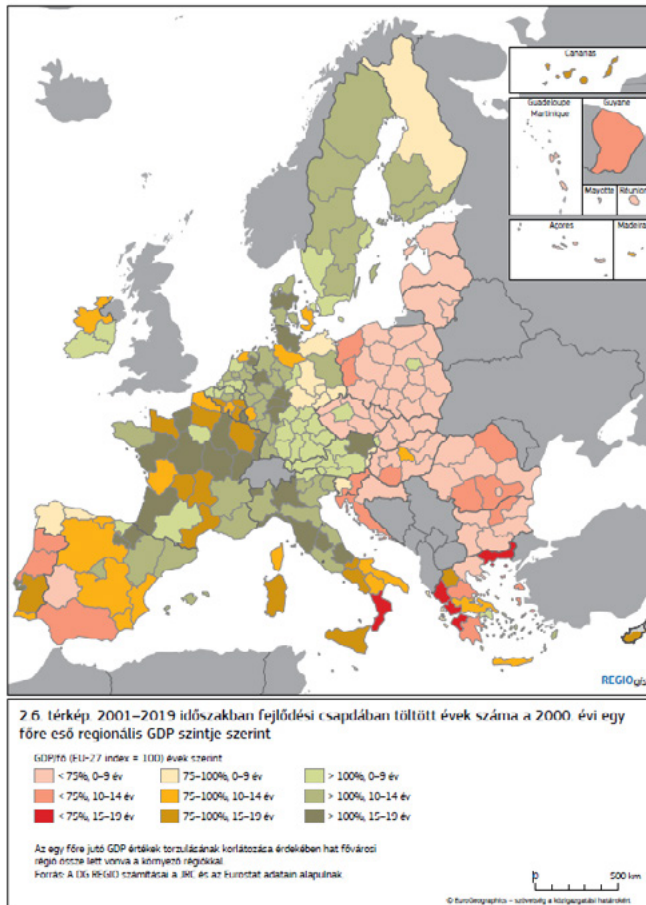 Canarias
Guadeloupe
Martinique
Guyane
Mayotte
Réunion
Açores
Madeira
REGIOgis
2.6. térkép. 2001–2019 időszakban fejlődési csapdában töltött évek száma a 2000. évi egy
főre eső regionális GDP szintje szerint
GDP/fő (EU-27 index = 100) évek szerint
< 75%, 0–9 év
75–100%, 0–9 év
> 100%, 0–9 év
< 75%, 10–14 év
75–100%, 10–14 év
> 100%, 10–14 év
< 75%, 15–19 év
75–100%, 15–19 év
> 100%, 15–19 év
Az egy főre jutó GDP értékek torzulásának korlátozása érdekében hat fővárosi
régió össze lett vonva a környező régiókkal
Forrás: A DG REGIO számításai a JRC és az Eurostat adatain alapulnak
0
500 km
© EuroGeographics – szövetség a közigazgatási határokért